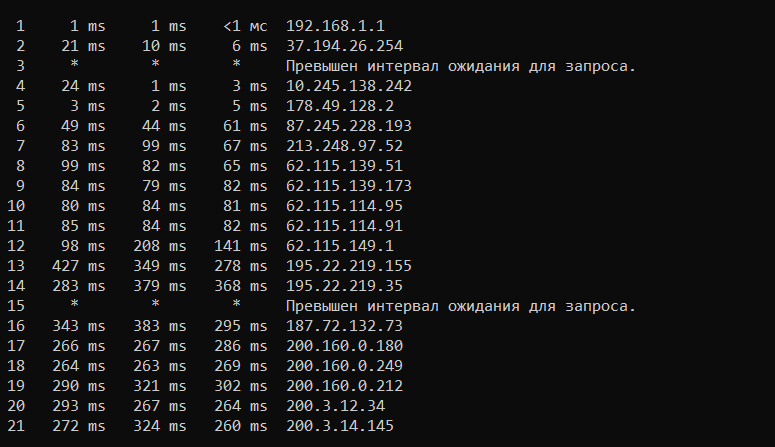 1 1 ms 1 ms <1 мс 192.168.1.1
2 21 ms 10 ms 6 ms 37.194.26.254
3 * * * Превышен интервал ожидания для запроса.
4 24 ms 1 ms 3 ms 10.245.138.242
5 3 ms 2 ms 5 ms 178.49.128.2
6 49 ms 44 ms 61 ms 87.245.228.193
7 83 ms 99 ms 67 ms 213.248.97.52
8 99 ms 82 ms 65 ms 62.115.139.51
9 84 ms 79 ms 82 ms 62.115.139.173
10 80 ms 84 ms 81 ms 62.115.114.95
11 85 ms 84 ms 82 ms 62.115.114.91
12 98 ms 208 ms 141 ms 62.115.149.1
13 427 ms 349 ms 278 ms 195.22.219.155
14 283 ms 379 ms 368 ms 195.22.219.35
15 * * * Превышен интервал ожидания для запроса.
16 343 ms 383 ms 295 ms 187.72.132.73
17 266 ms 267 ms 286 ms 200.160.0.180
18 264 ms 263 ms 269 ms 200.160.0.249
19 290 ms 321 ms 302 ms 200.160.0.212
20 293 ms 267 ms 264 ms 200.3.12.34
21 272 ms 324 ms 260 ms 200.3.14.145